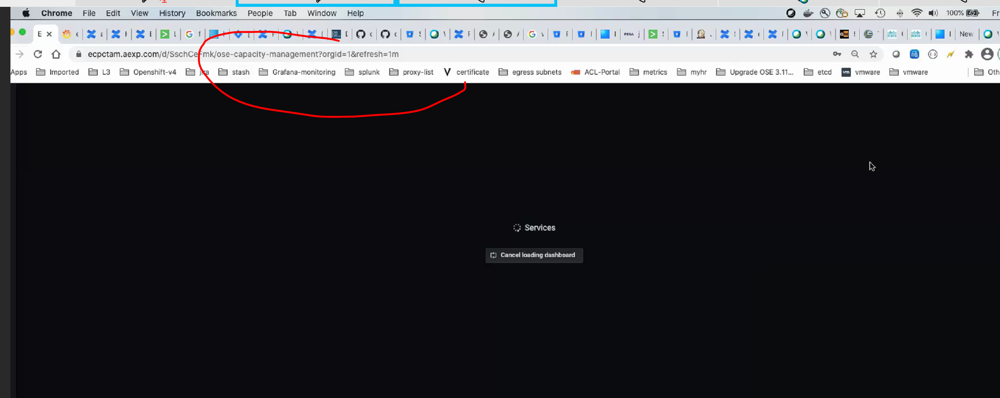 Chrome File Edit View History Bookmarks People Tab Window Help 100% Fr
E New
ecpctam.aexp.com/d/SschCeFmk/ose-capacity-management?orgId=1&refresh=1m
Apps Imported L3 Openshift-v4 jira stash Grafana-monitoring splunk proxy-list certificate egress subnets ACL-Portal metrics myhr Upgrade OSE 3.11... etcd vm vmware vmware Oth
Services
Cancel loading dashboard